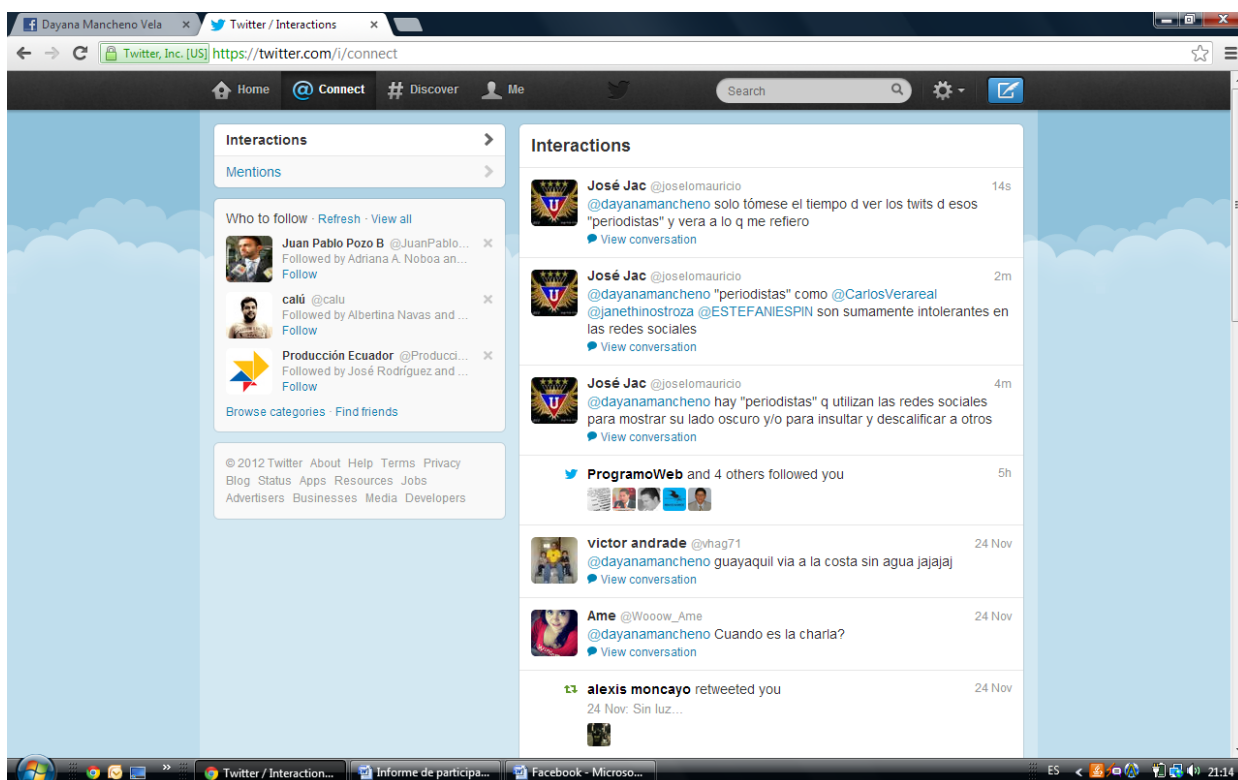 Dayana Mancheno Vela
Twitter / Interactions
Twitter, Inc. [US] https://twitter.com/i/connect
Home
Connect
Discover
Me
Search
Interactions
Mentions
Who to follow · Refresh · View all
Juan Pablo Pozo B @JuanPablo...
Followed by Adriana A. Noboa an...
Follow
calú @calu
Followed by Albertina Navas and ...
Follow
Producción Ecuador @Producci...
Followed by José Rodríguez and ...
Follow
Browse categories · Find friends
© 2012 Twitter About Help Terms Privacy
Blog Status Apps Resources Jobs
Advertisers Businesses Media Developers
Interactions
José Jac @joselomauricio 14s
@dayanamancheno solo tómese el tiempo d ver los twits d esos
"periodistas" y vera a lo q me refiero
View conversation
José Jac @joselomauricio 2m
@dayanamancheno "periodistas" como @CarlosVerareal
@janethinostroza @ESTEFANIESPIN son sumamente intolerantes en
las redes sociales
View conversation
José Jac @joselomauricio 4m
@dayanamancheno hay "periodistas" q utilizan las redes sociales
para mostrar su lado oscuro y/o para insultar y descalificar a otros
View conversation
ProgramoWeb and 4 others followed you 5h
victor andrade @vhag71 24 Nov
@dayanamancheno guayaquil via a la costa sin agua jajajaj
View conversation
Ame @Wooow_Ame 24 Nov
@dayanamancheno Cuando es la charla?
View conversation
alexis moncayo retweeted you 24 Nov
24 Nov: Sin luz...
Twitter / Interaction...
Informe de participa...
Facebook - Microso...
ES
21:14